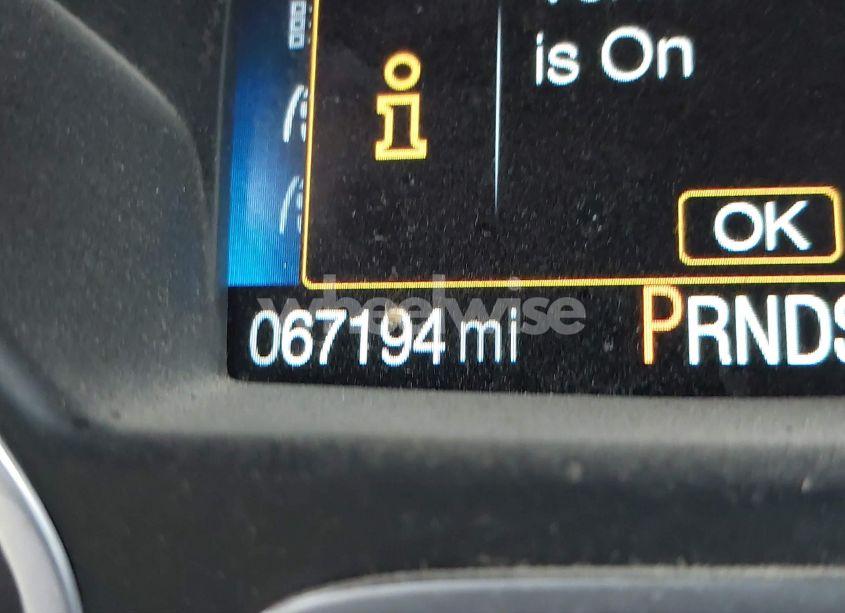 is On
OK
067194 mi
PRNDS
wheelwise